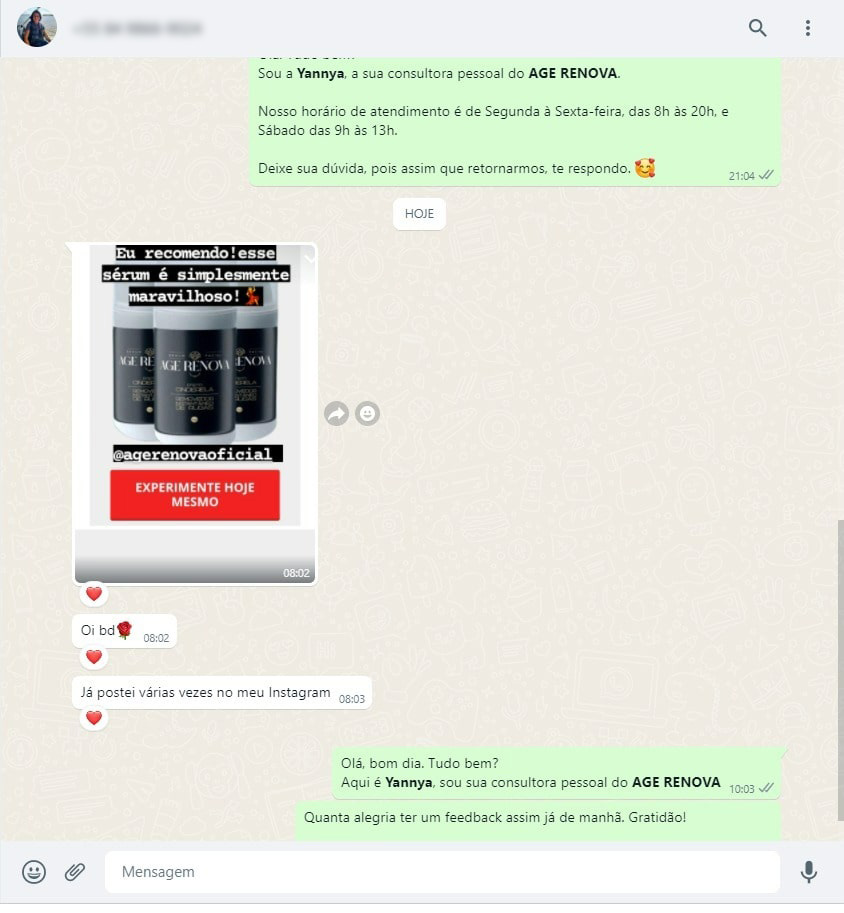 Sou a Yannya, a sua consultora pessoal do AGE RENOVA.
Nosso horário de atendimento é de Segunda à Sexta-feira, das 8h às 20h, e
Sábado das 9h às 13h.
Deixe sua dúvida, pois assim que retornarmos, te respondo. 🥰
21:04
HOJE
Eu recomendo!esse
sérum é simplesmente
maravilhoso!💃
AGE RENOVA
CINDERELA
@agerenovaoficial
EXPERIMENTE HOJE
MESMO
08:02
Oi bd🌹 08:02
Já postei várias vezes no meu Instagram 08:03
Olá, bom dia. Tudo bem?
Aqui é Yannya, sou sua consultora pessoal do AGE RENOVA 10:03
Quanta alegria ter um feedback assim já de manhã. Gratidão!
Mensagem